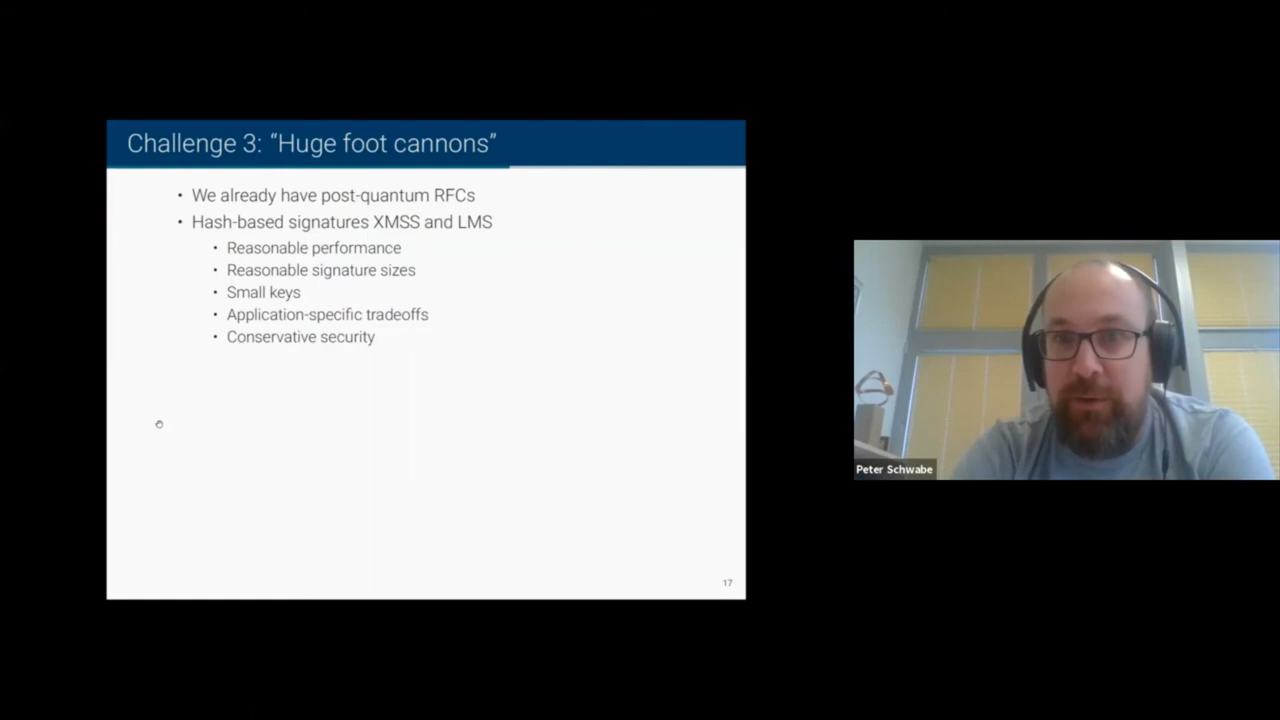 Challenge 3: “Huge foot cannons”
• We already have post-quantum RFCs
• Hash-based signatures XMSS and LMS
• Reasonable performance
• Reasonable signature sizes
• Small keys
• Application-specific tradeoffs
• Conservative security
17
Peter Schwabe